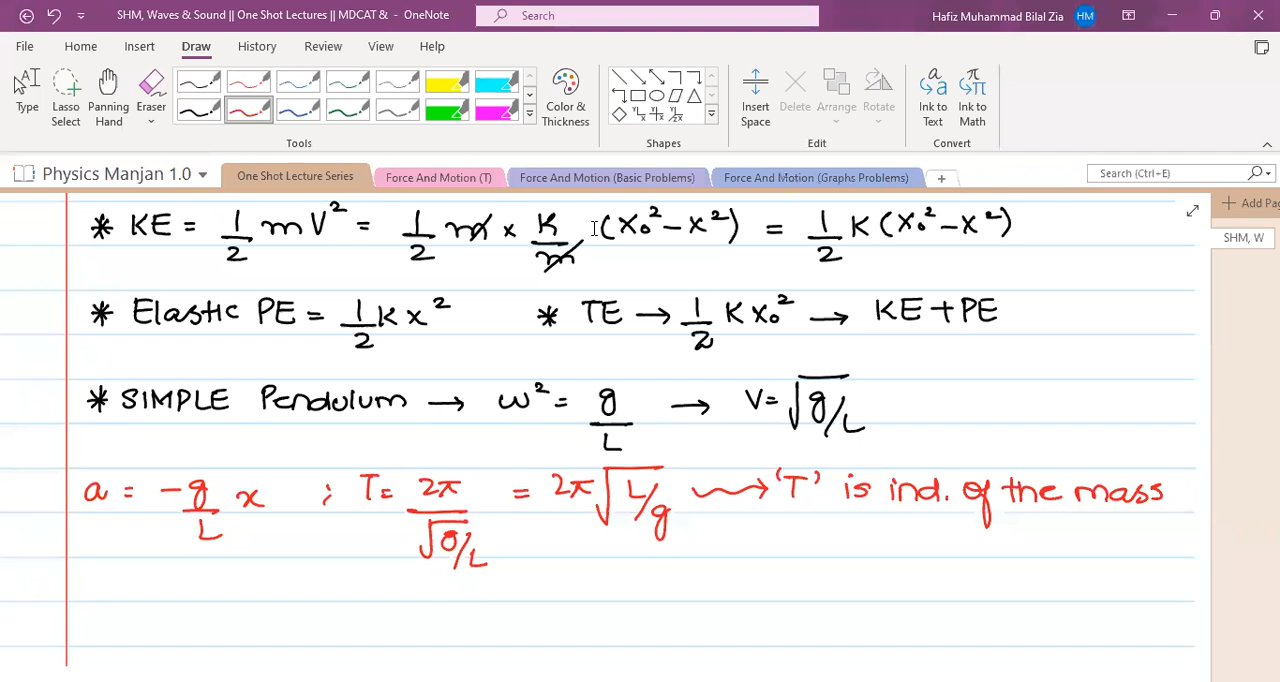 SHM, Waves & Sound || One Shot Lectures || MDCAT & - OneNote
Search
Hafiz Muhammad Bilal Zia HM
File Home Insert Draw History Review View Help
Type Lasso Select Panning Hand Eraser Color & Thickness Insert Space Delete Arrange Rotate Ink to Text Ink to Math
Tools Shapes Edit Convert
Physics Manjan 1.0 One Shot Lecture Series Force And Motion (T) Force And Motion (Basic Problems) Force And Motion (Graphs Problems) + Search (Ctrl+E)
+ Add Pag
SHM, W
* KE = 1/2 m V² = 1/2 m × K/m (x₀² - x²) = 1/2 K (x₀² - x²)
* Elastic PE = 1/2 K x² * TE → 1/2 K x₀² → KE + PE
* SIMPLE Pendulum → ω² = g/L → V = √g/L
a = -g/L x ; T = 2π/√g/L = 2π √L/g ⟿ 'T' is ind. of the mass